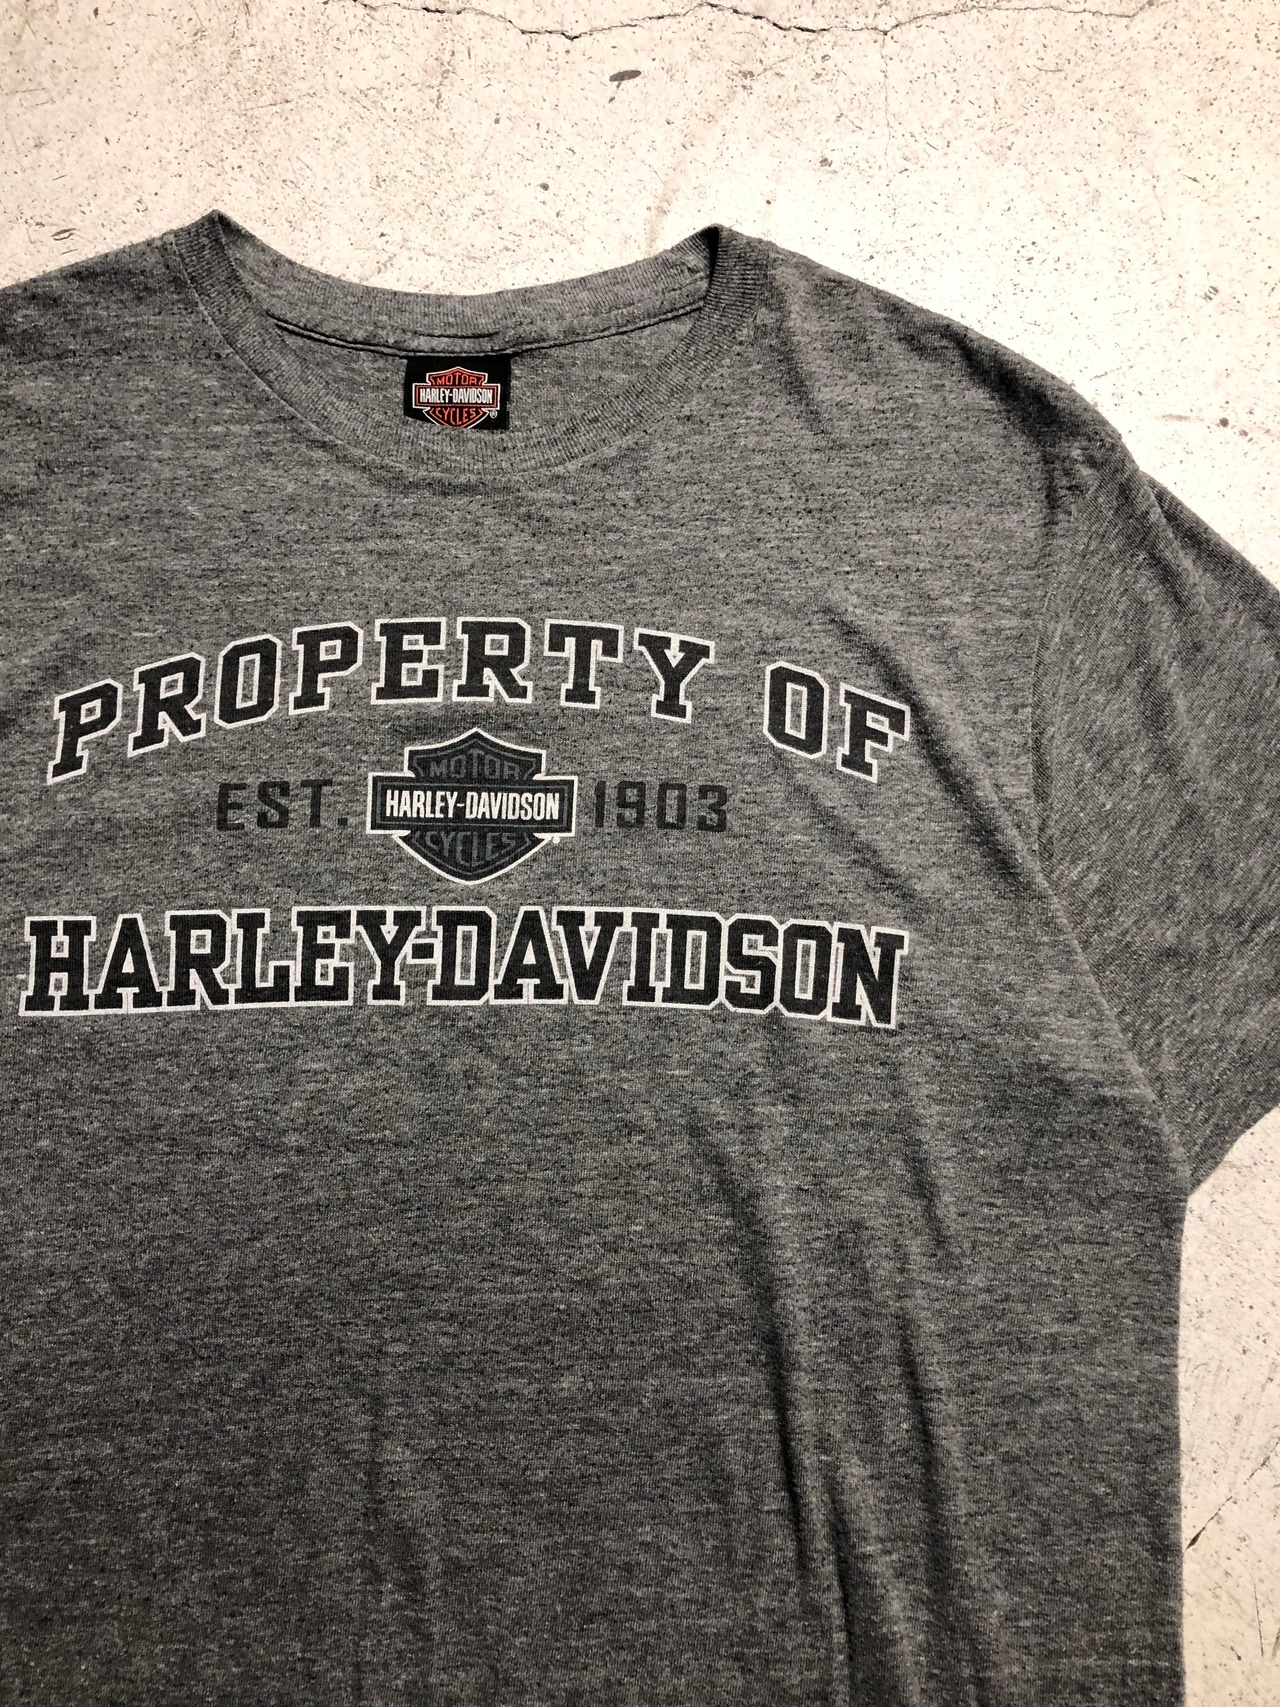 MOTOR
HARLEY-DAVIDSON
CYCLES
®
PROPERTY OF
EST. 1903
MOTOR
HARLEY-DAVIDSON
CYCLES
®
HARLEY-DAVIDSON